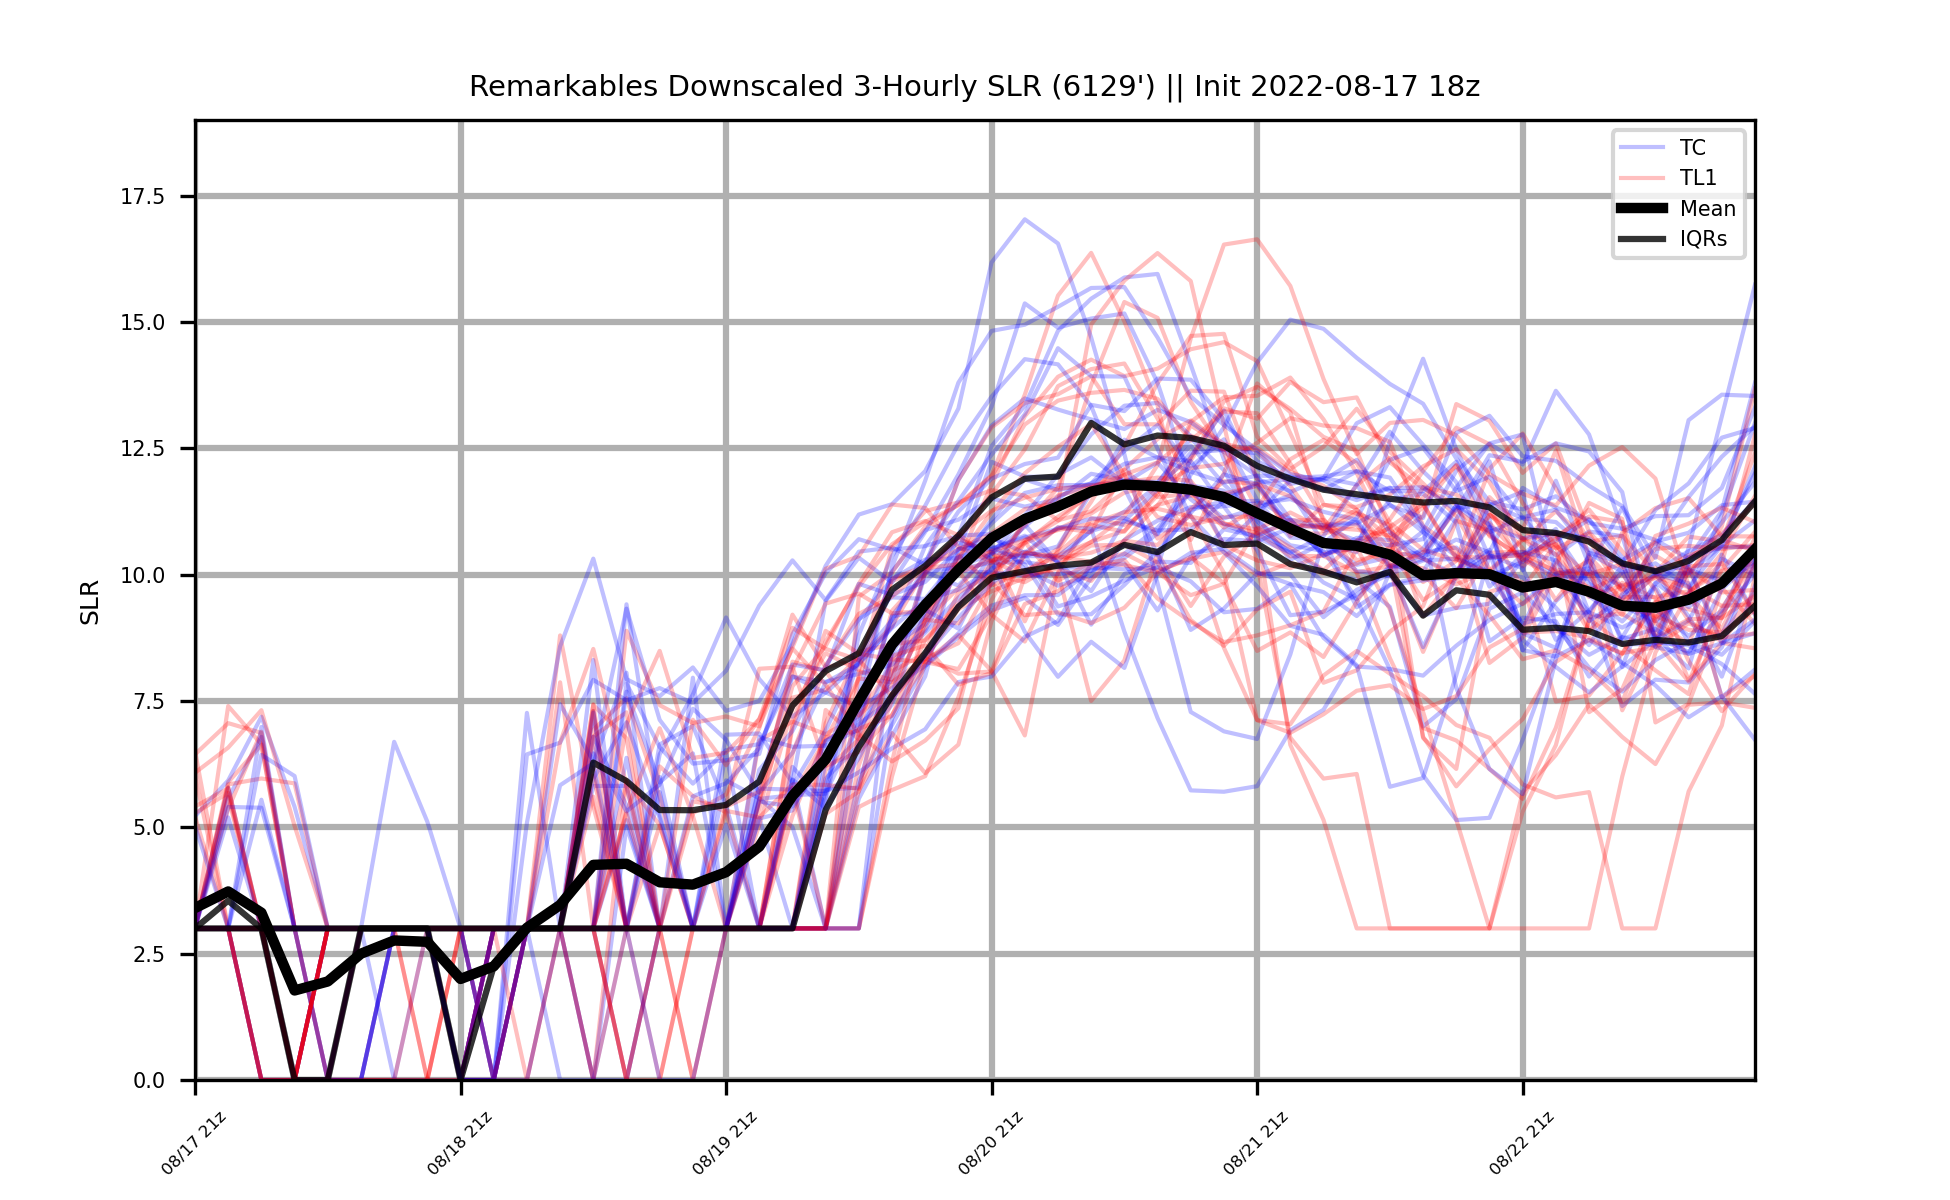 Remarkables Downscaled 3-Hourly SLR (6129') || Init 2022-08-17 18z
TC
TL1
Mean
IQRs
17.5
15.0
12.5
10.0
7.5
5.0
2.5
0.0
SLR
08/17 21z
08/18 21z
08/19 21z
08/20 21z
08/21 21z
08/22 21z